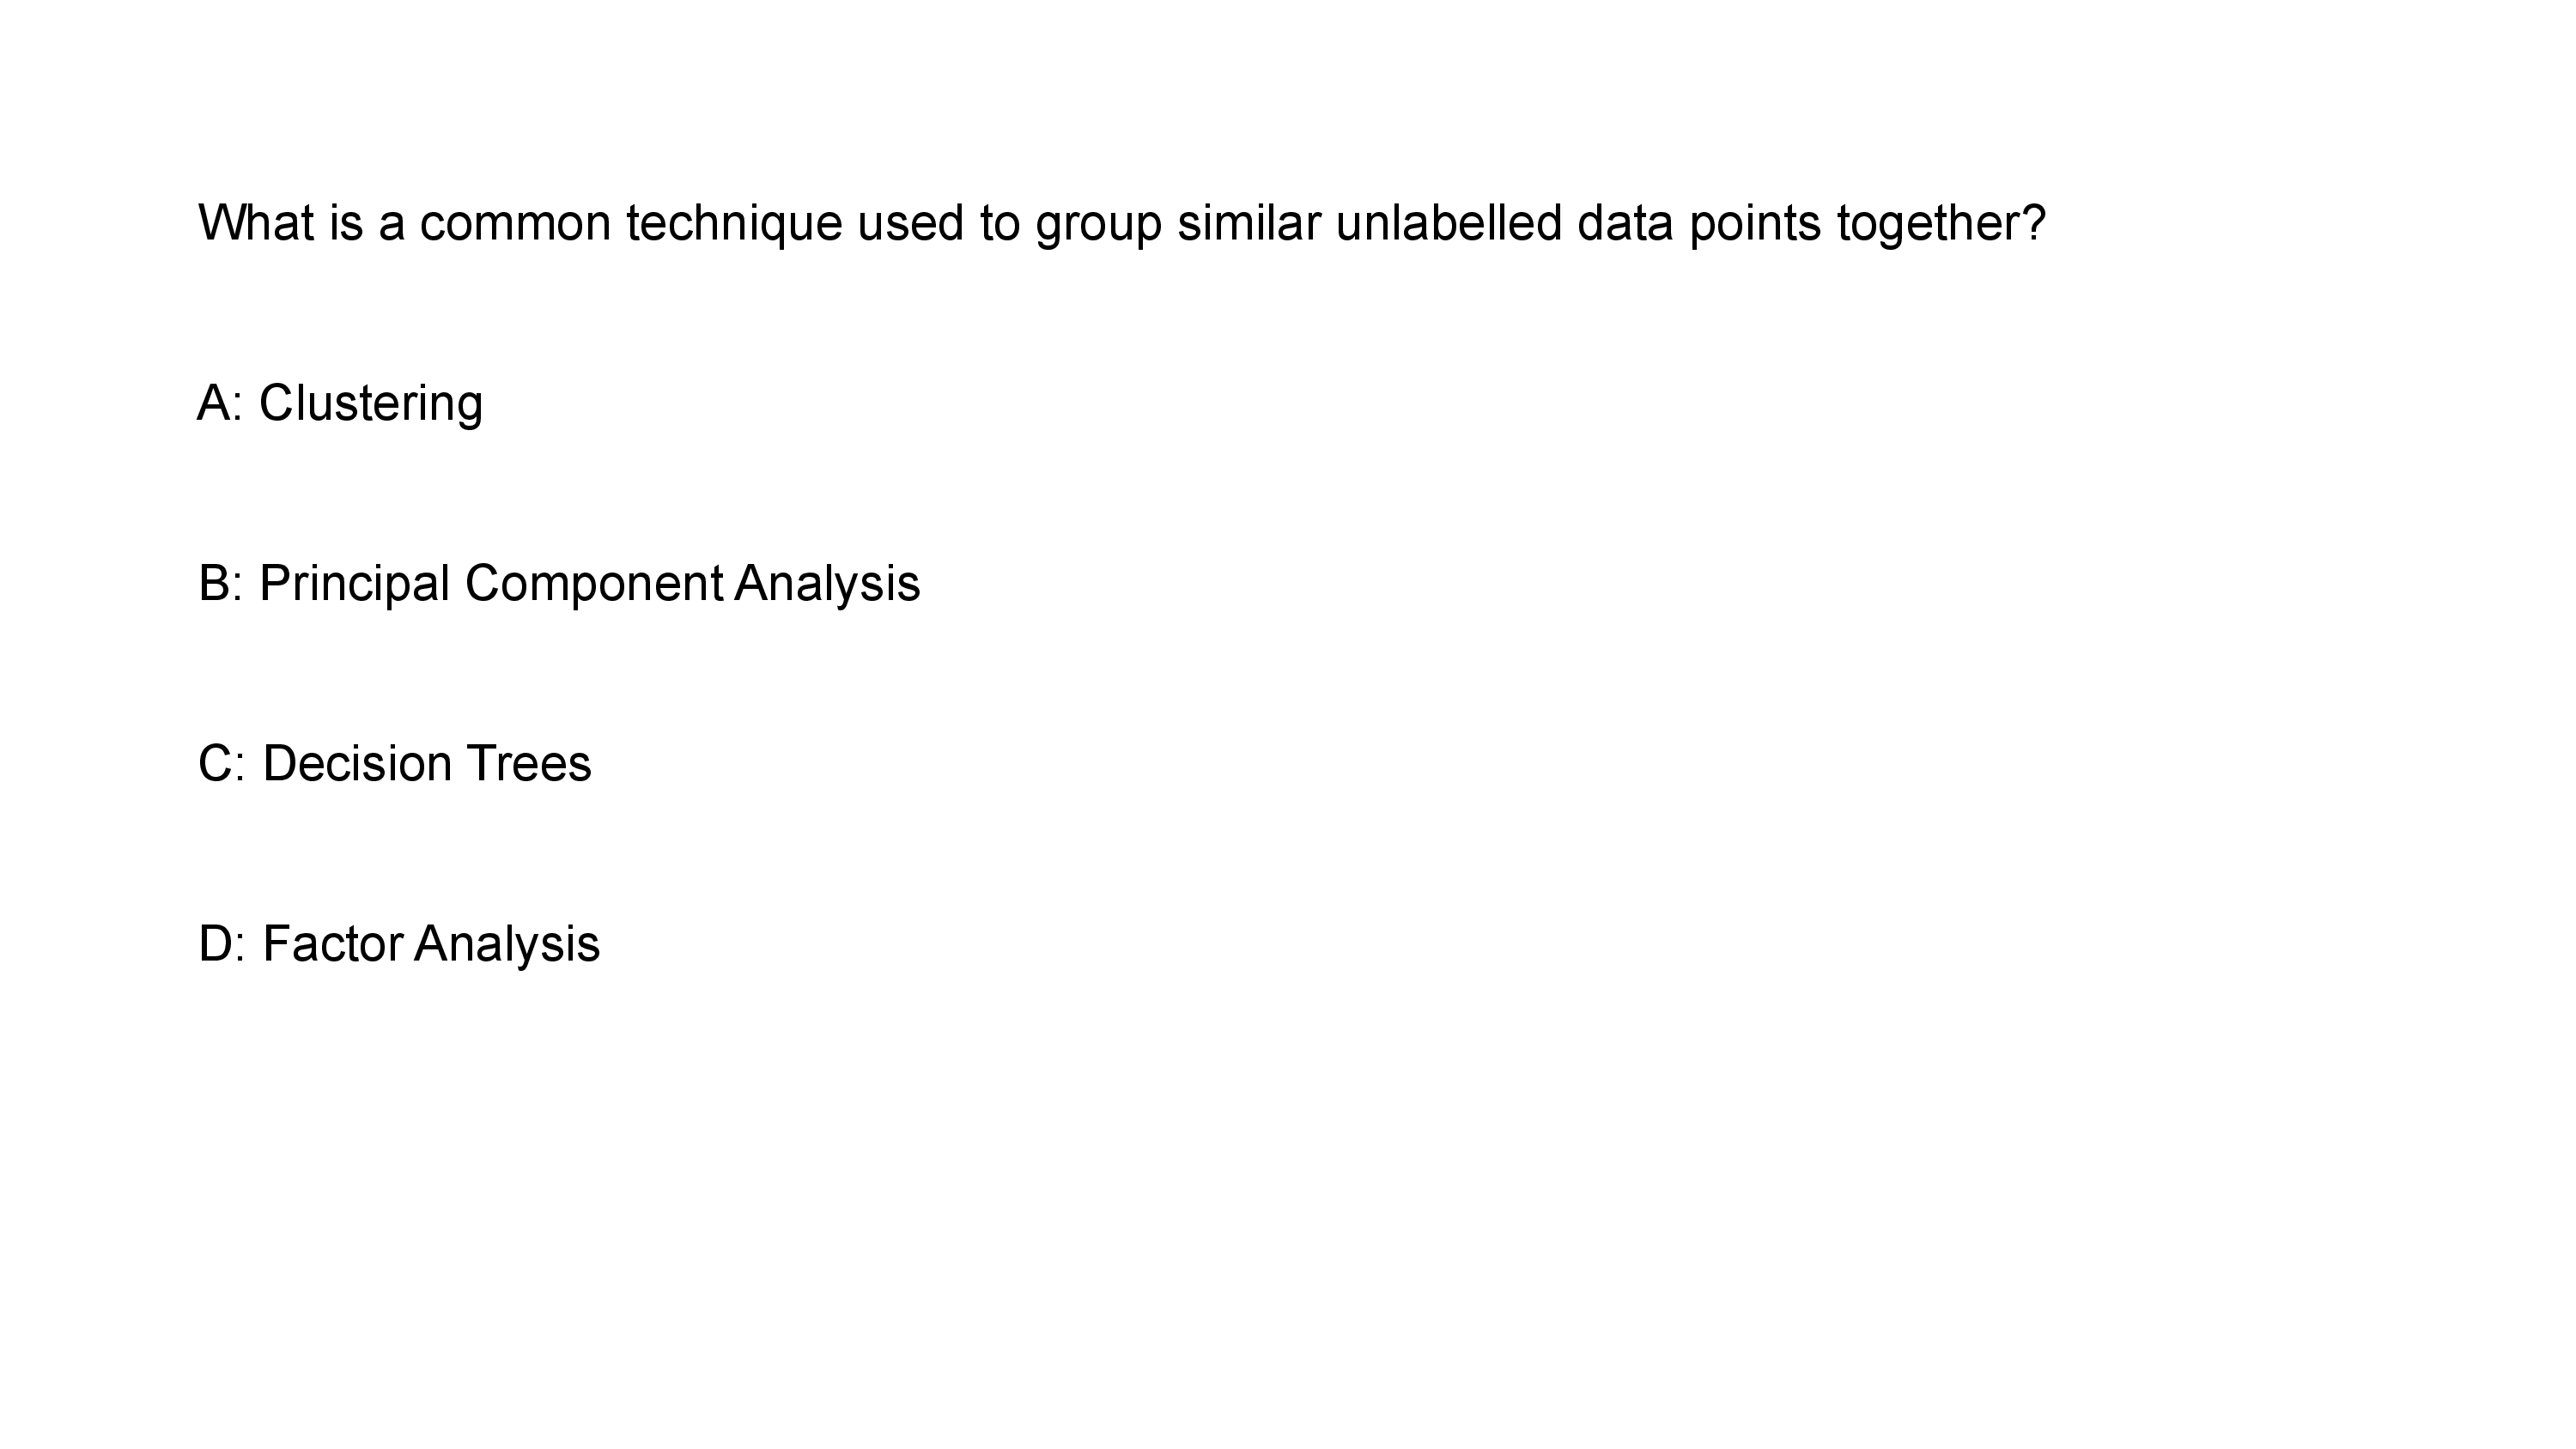 What is a common technique used to group similar unlabelled data points together?
A: Clustering
B: Principal Component Analysis
C: Decision Trees
D: Factor Analysis